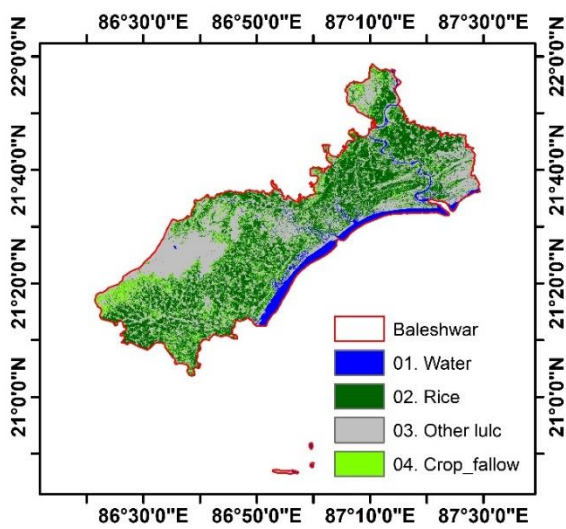 86°30'0"E 86°50'0"E 87°10'0"E 87°30'0"E
22°0'0"N 22°0'0"N
21°40'0"N 21°40'0"N
21°20'0"N 21°20'0"N
21°0'0"N 21°0'0"N
Baleshwar
01. Water
02. Rice
03. Other lulc
04. Crop_fallow
86°30'0"E 86°50'0"E 87°10'0"E 87°30'0"E